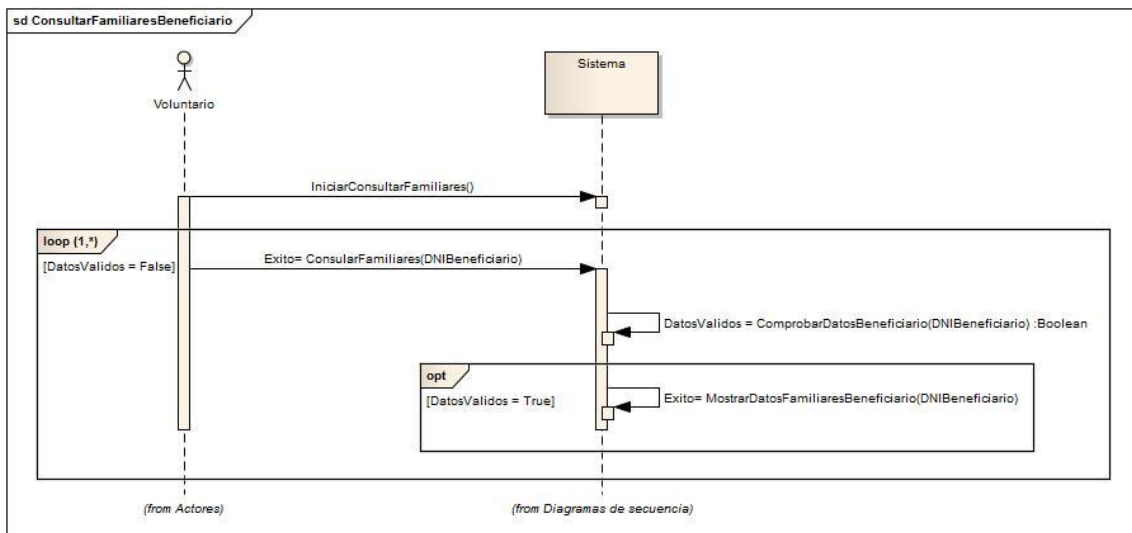 sd ConsultarFamiliaresBeneficiario
Sistema
Voluntario
IniciarConsultarFamiliares()
loop (1,*)
[DatosValidos = False]
Exito= ConsularFamiliares(DNIBeneficiario)
DatosValidos = ComprobarDatosBeneficiario(DNIBeneficiario) :Boolean
opt
[DatosValidos = True]
Exito= MostrarDatosFamiliaresBeneficiario(DNIBeneficiario)
(from Actores)
(from Diagramas de secuencia)